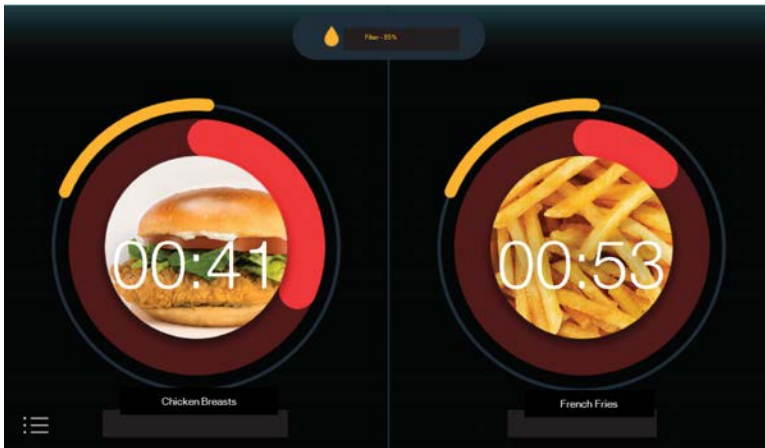 Filter - 55%
00:41
00:53
Chicken Breasts
French Fries